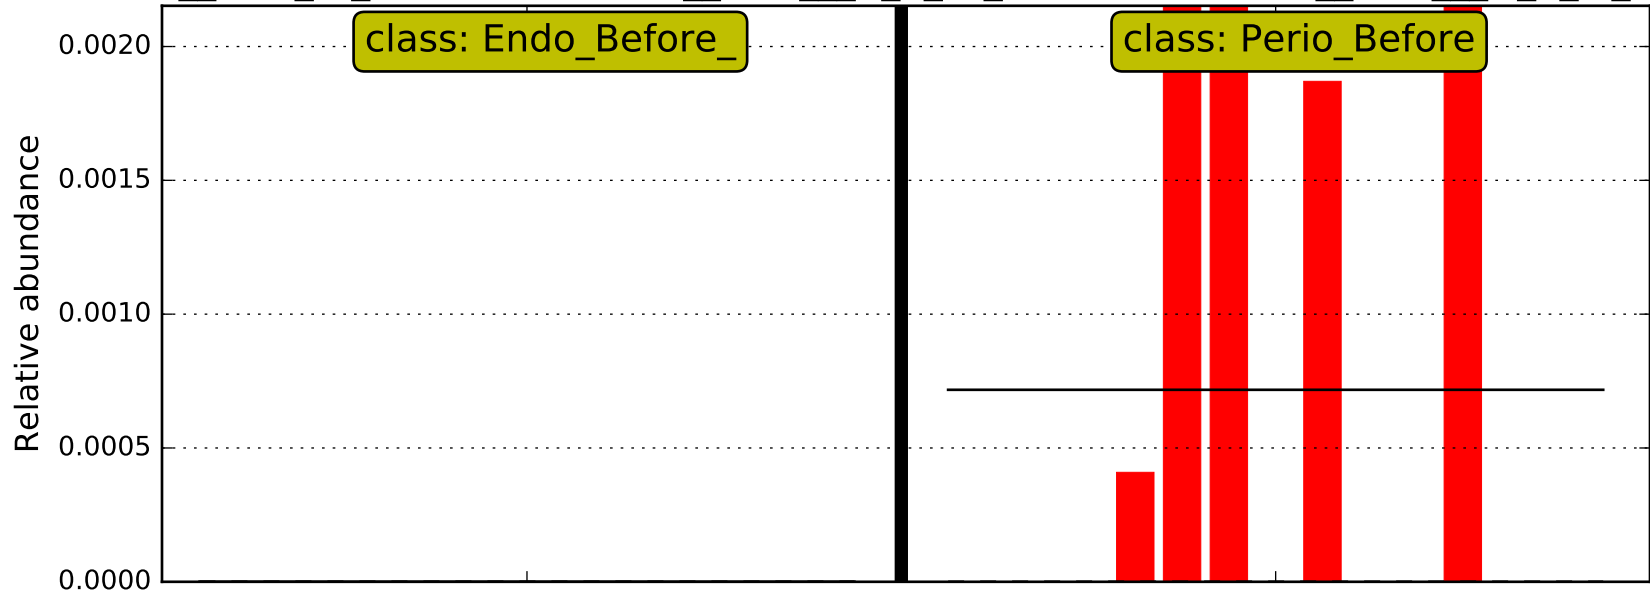 class: Endo_Before_
class: Perio_Before
Relative abundance
0.0020
0.0015
0.0010
0.0005
0.0000